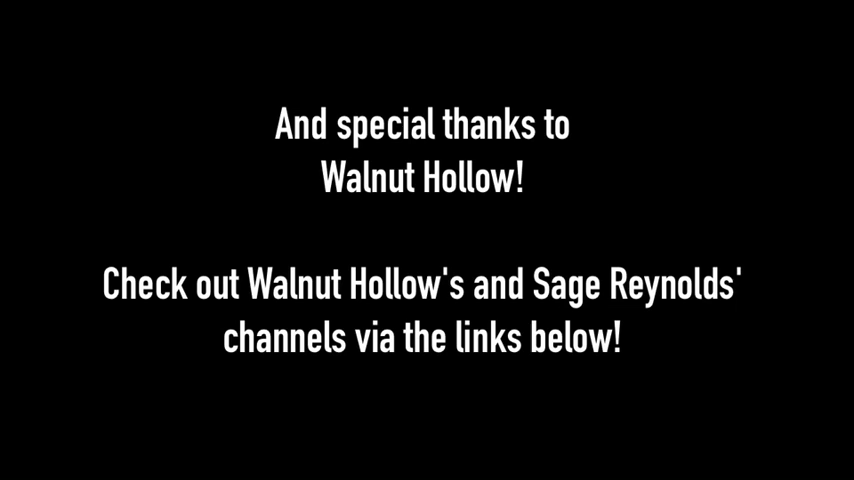 And special thanks to
Walnut Hollow!
Check out Walnut Hollow's and Sage Reynolds'
channels via the links below!